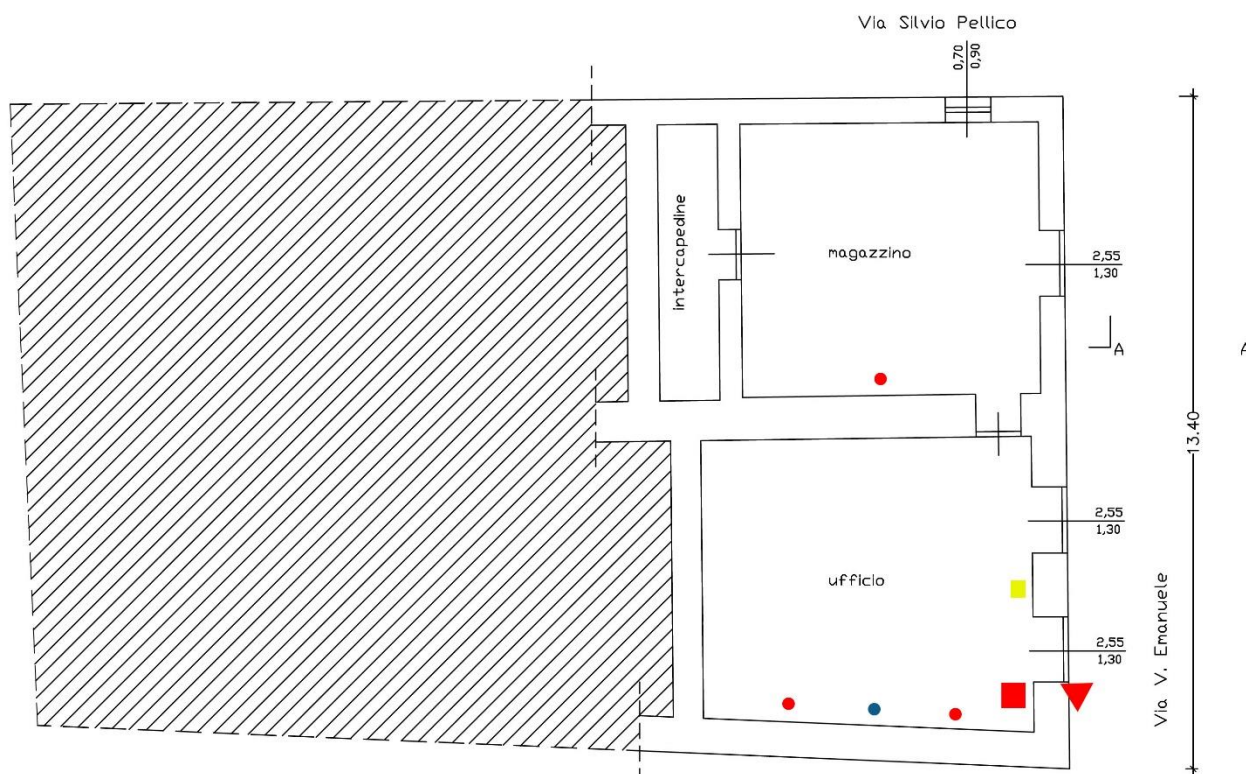 Via Silvio Pellico
0,70
0,90
intercapedine
magazzino
2,55
1,30
A
A
13.40
2,55
1,30
ufficio
2,55
1,30
Via V. Emanuele